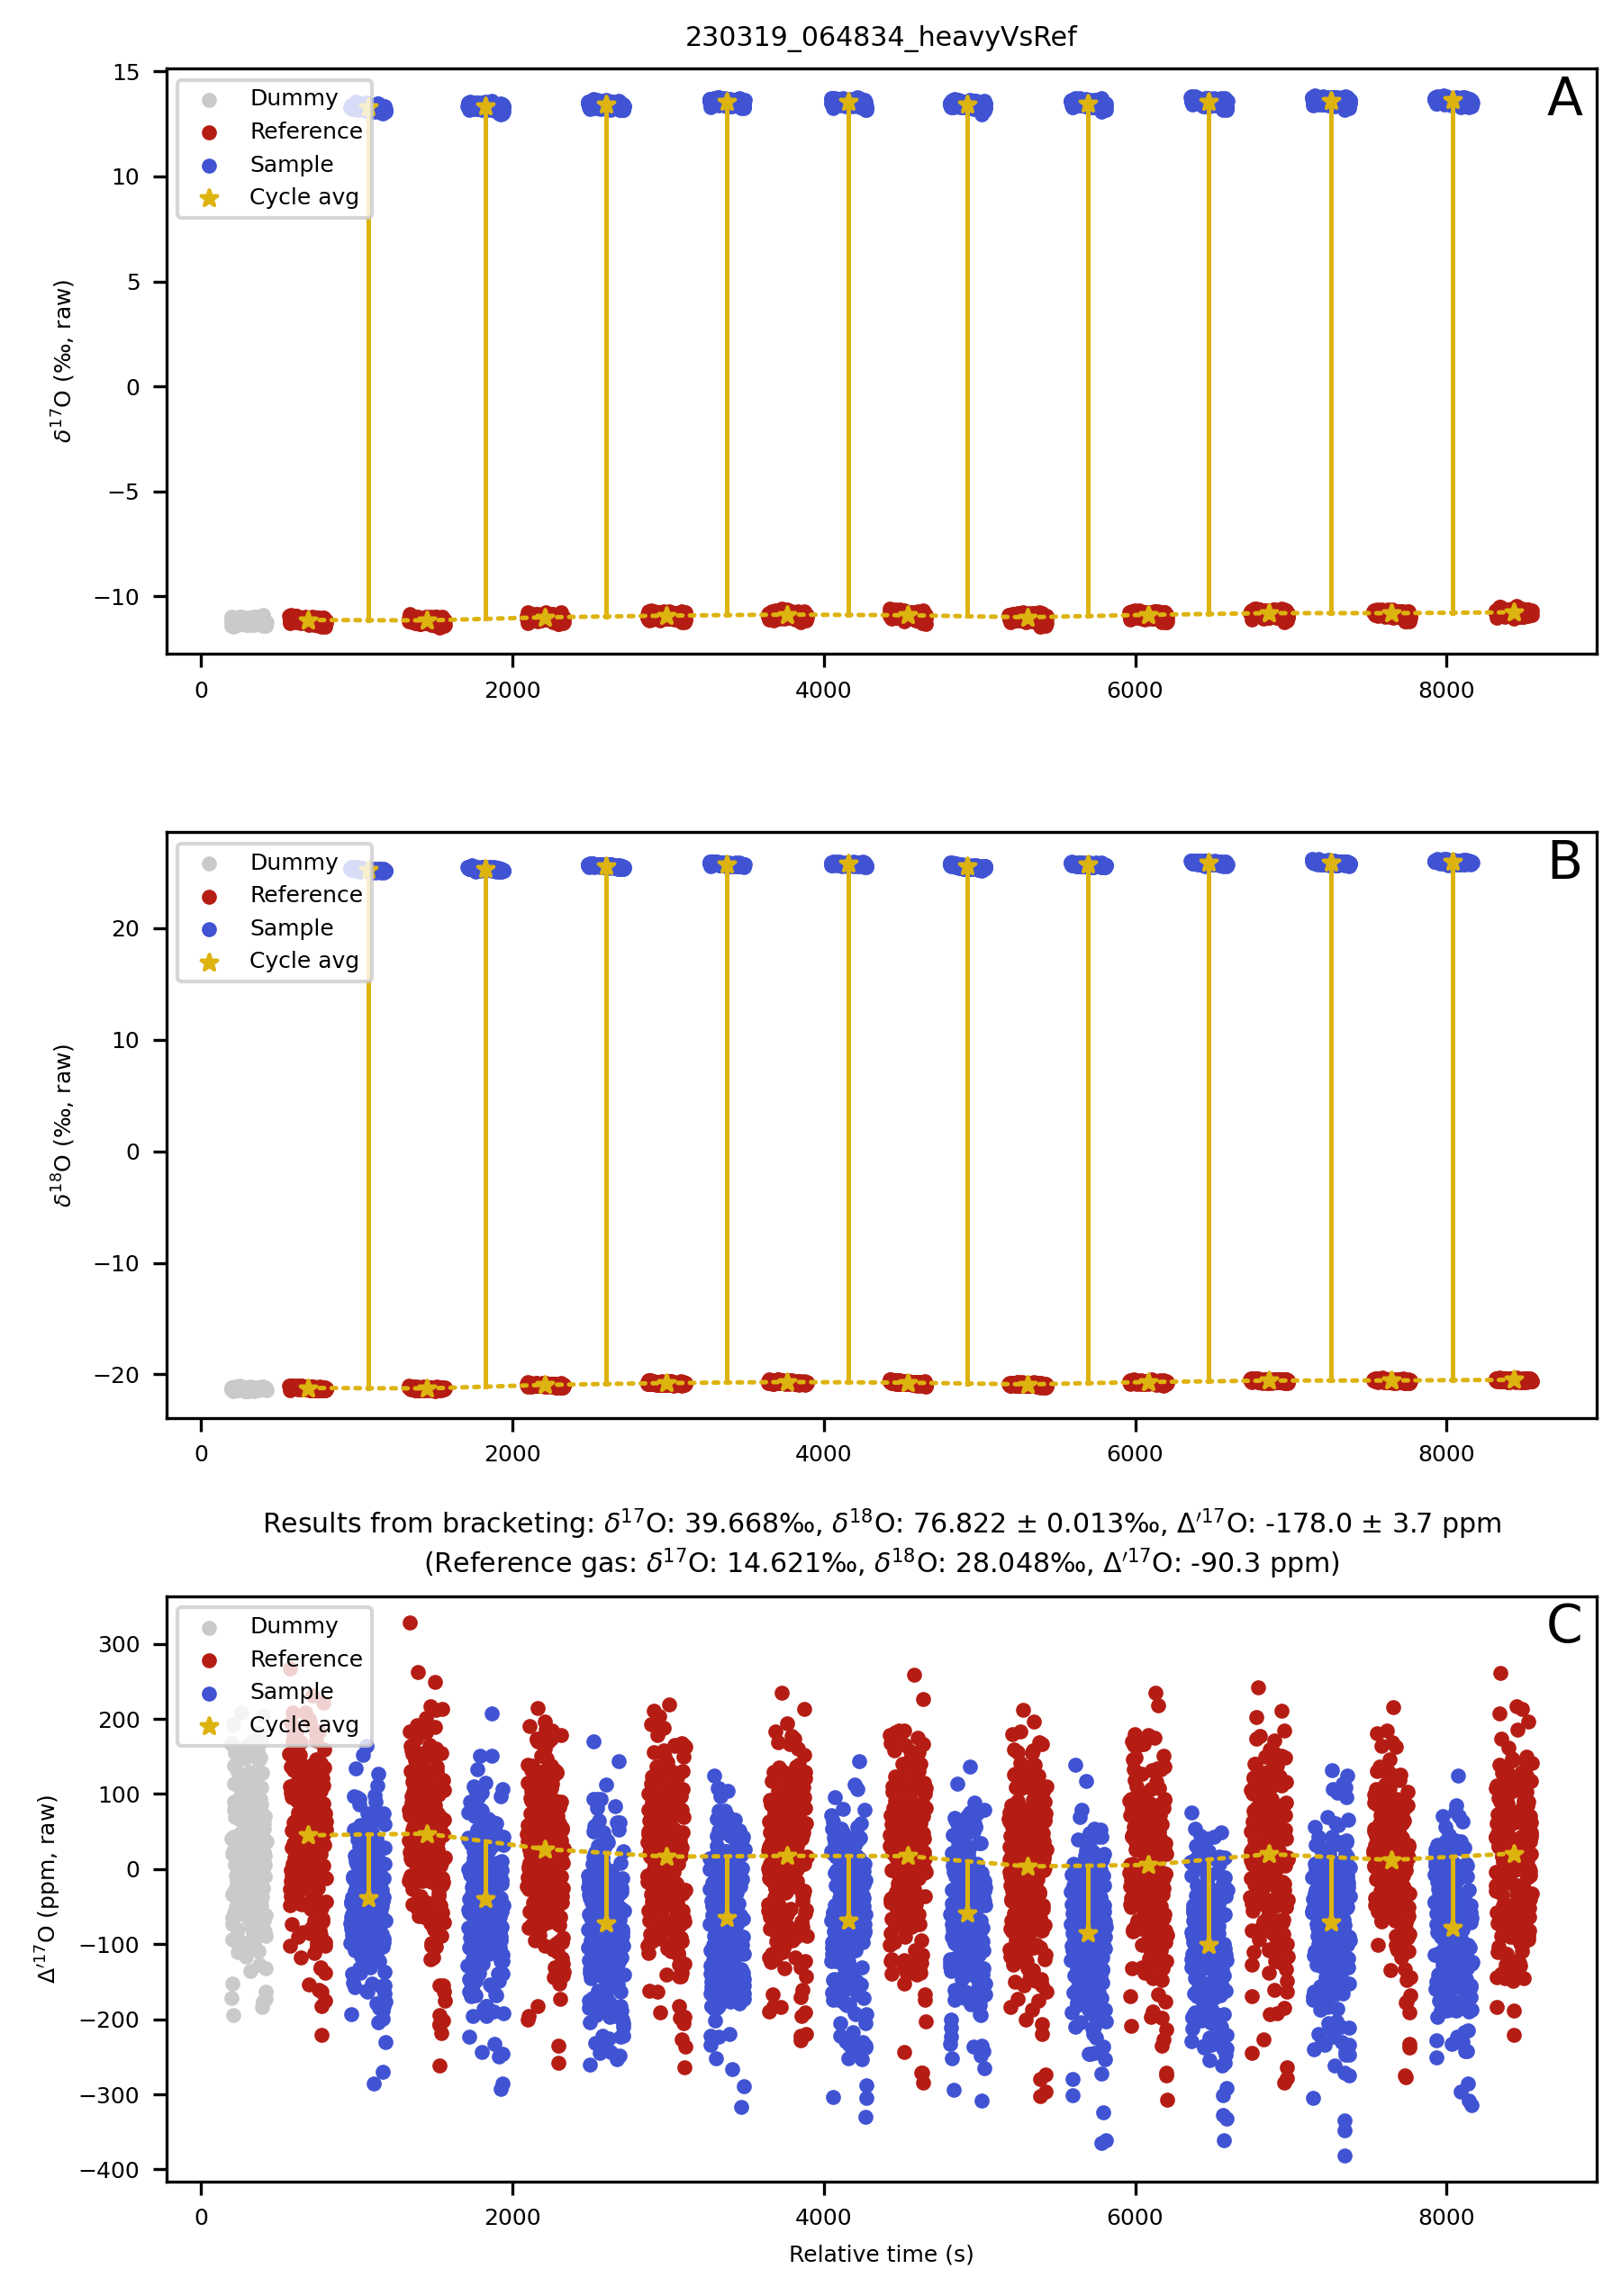 230319_064834_heavyVsRef
A
Dummy
Reference
Sample
Cycle avg
15
10
5
0
−5
−10
δ¹⁷O (‰, raw)
0 2000 4000 6000 8000
B
Dummy
Reference
Sample
Cycle avg
20
10
0
−10
−20
δ¹⁸O (‰, raw)
0 2000 4000 6000 8000
Results from bracketing: δ¹⁷O: 39.668‰, δ¹⁸O: 76.822 ± 0.013‰, Δ′¹⁷O: -178.0 ± 3.7 ppm
(Reference gas: δ¹⁷O: 14.621‰, δ¹⁸O: 28.048‰, Δ′¹⁷O: -90.3 ppm)
C
Dummy
Reference
Sample
Cycle avg
300
200
100
0
−100
−200
−300
−400
Δ′¹⁷O (ppm, raw)
0 2000 4000 6000 8000
Relative time (s)